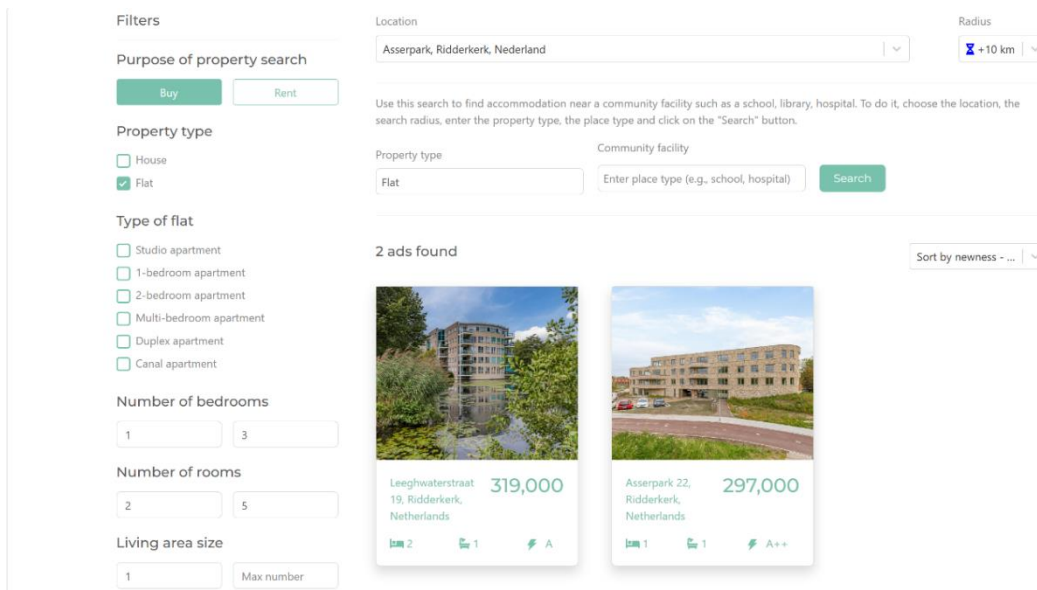 Filters
Purpose of property search
Buy
Rent
Property type
House
Flat
Type of flat
Studio apartment
1-bedroom apartment
2-bedroom apartment
Multi-bedroom apartment
Duplex apartment
Canal apartment
Number of bedrooms
1
3
Number of rooms
2
5
Living area size
1
Max number
Location
Radius
Asserpark, Ridderkerk, Nederland
+10 km
Use this search to find accommodation near a community facility such as a school, library, hospital. To do it, choose the location, the
search radius, enter the property type, the place type and click on the "Search" button.
Property type
Community facility
Flat
Enter place type (e.g., school, hospital)
Search
2 ads found
Sort by newness - ...
Leeghwaterstraat
19, Ridderkerk,
Netherlands
319,000
2
1
A
Asserpark 22,
Ridderkerk,
Netherlands
297,000
1
1
A++